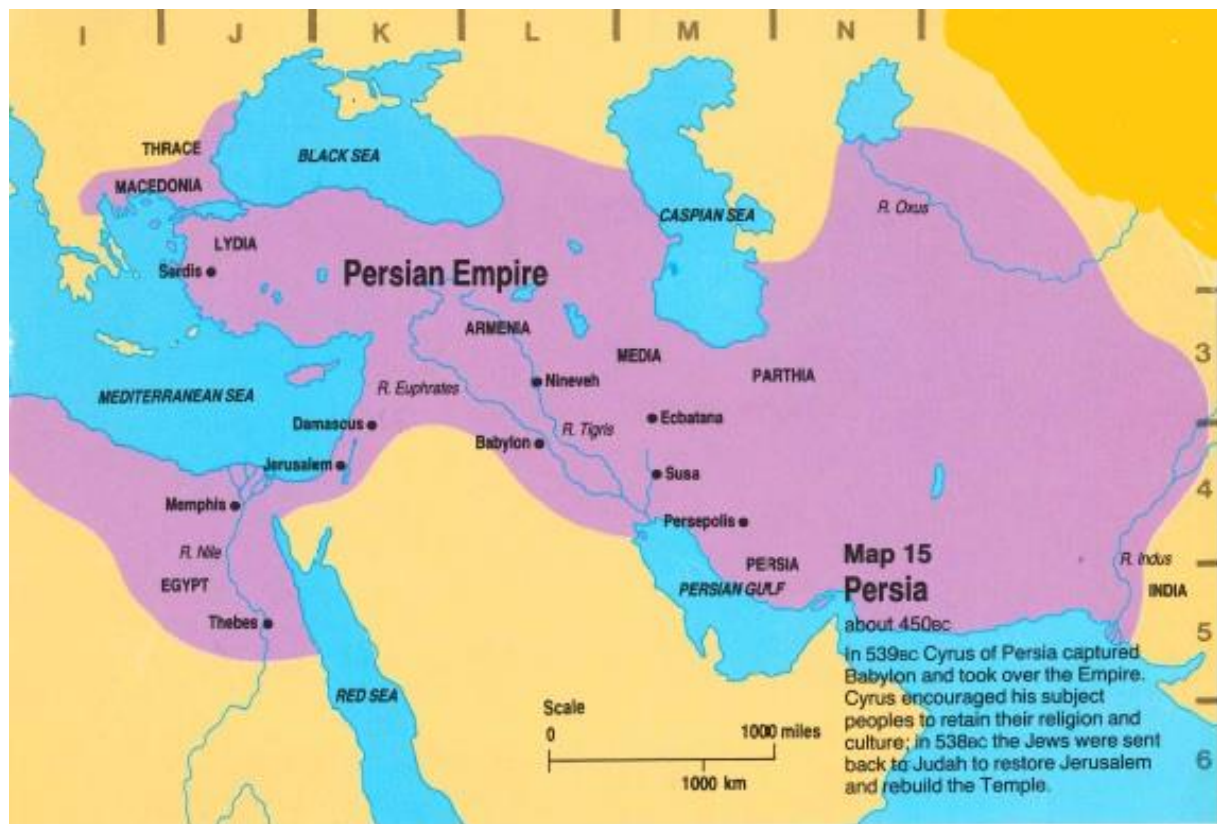 I J K L M N
THRACE
BLACK SEA
MACEDONIA
CASPIAN SEA
R. Oxus
LYDIA
Sardis
Persian Empire
ARMENIA
3
MEDIA
PARTHIA
Nineveh
R. Euphrates
MEDITERRANEAN SEA
Ecbatana
Damascus
R. Tigris
Babylon
Jerusalem
Susa
4
Memphis
Persepolis
R. Nile
Map 15
Persia
about 450BC
In 539BC Cyrus of Persia captured
Babylon and took over the Empire.
Cyrus encouraged his subject
peoples to retain their religion and
culture; in 538BC the Jews were sent
back to Judah to restore Jerusalem
and rebuild the Temple.
PERSIA
R. Indus
EGYPT
PERSIAN GULF
INDIA
Thebes
5
RED SEA
Scale
0 1000 miles
1000 km
6